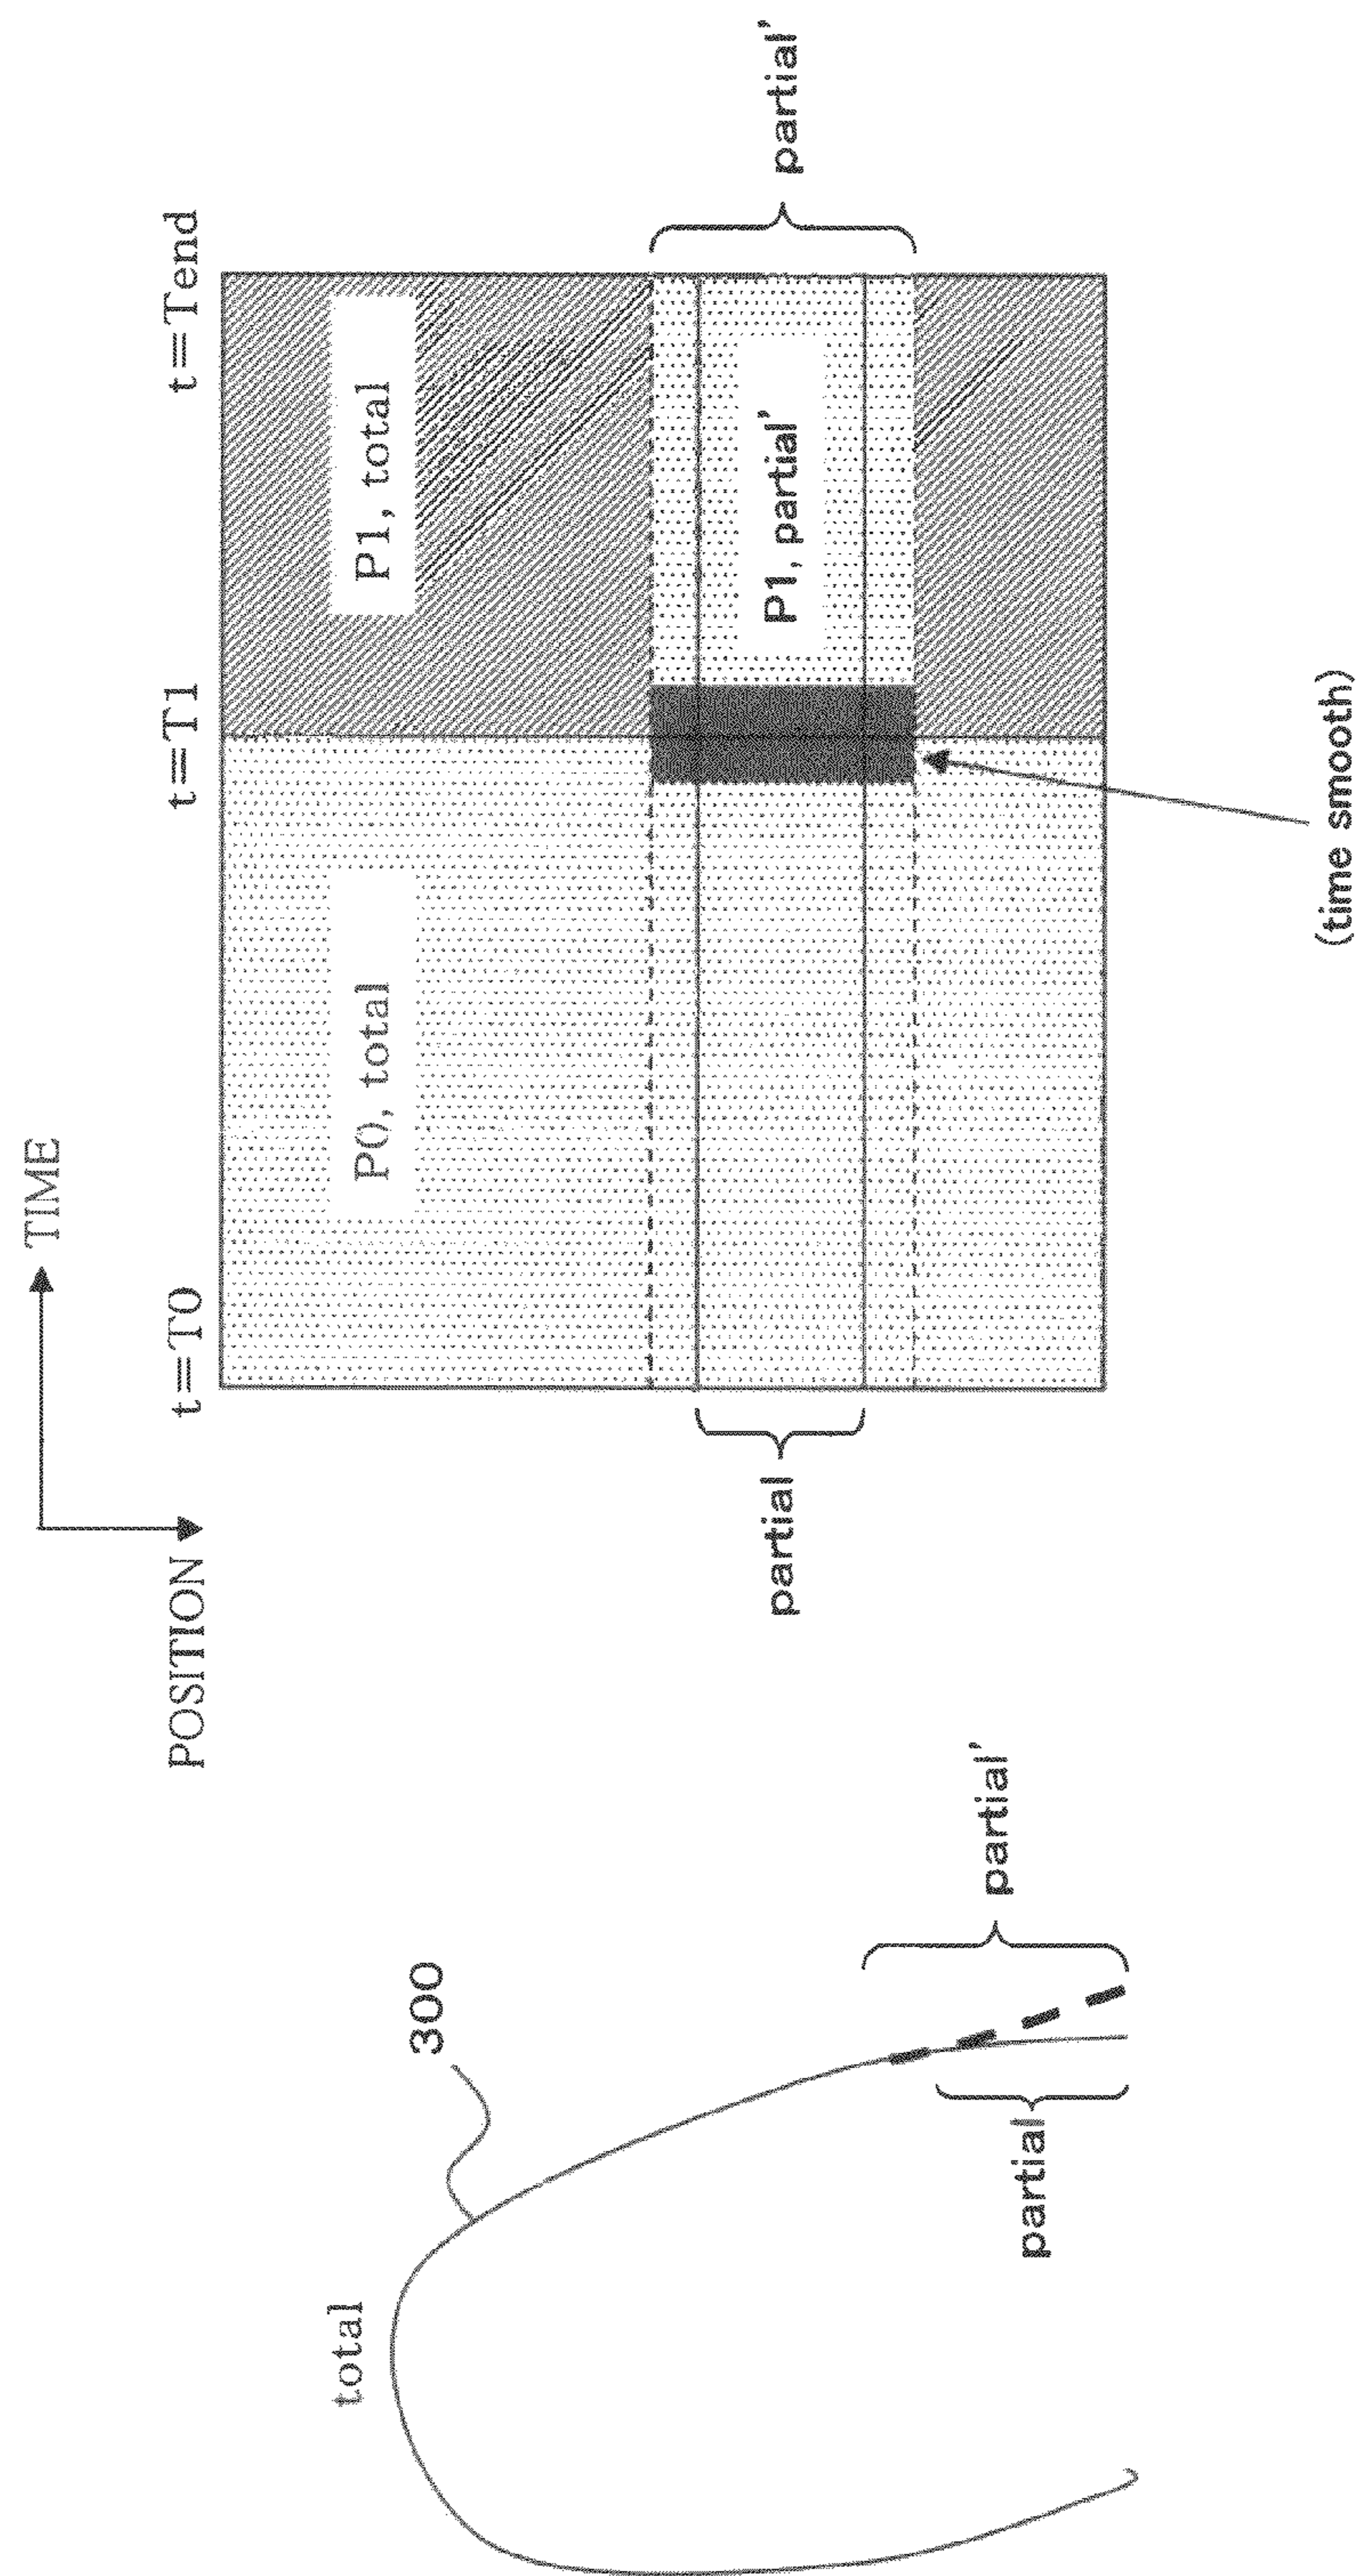 TIME
POSITION
t=T0
t=T1
t=Tend
total
300
P0, total
P1, total
P1, partial'
partial
partial'
partial
partial'
(time smooth)